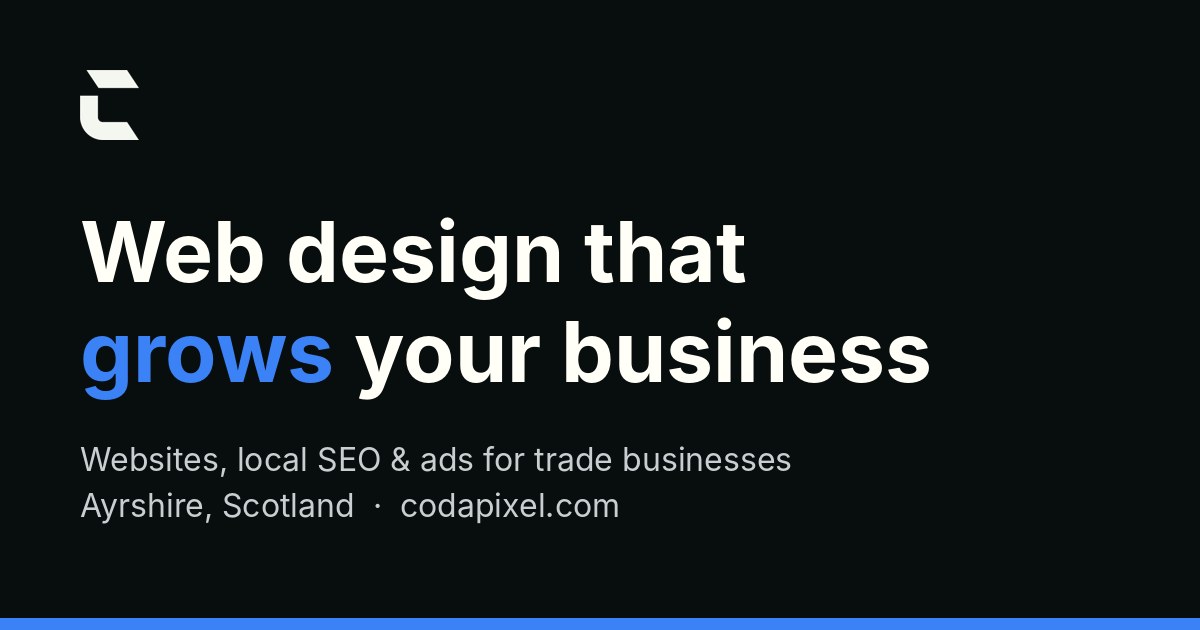 Web design that
grows your business
Websites, local SEO & ads for trade businesses
Ayrshire, Scotland · codapixel.com